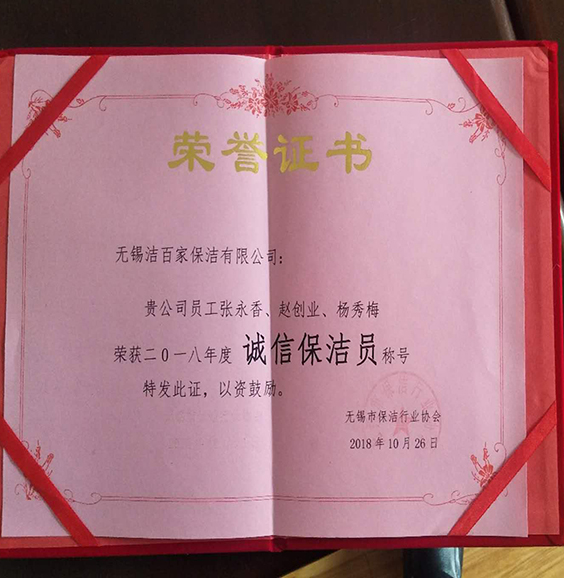 荣誉证书
无锡洁百家保洁有限公司：
贵公司员工张永香、赵创业、杨秀梅
荣获二0一八年度 诚信保洁员称号
特发此证，以资鼓励。
无锡市保洁行业协会
2018年10月26日